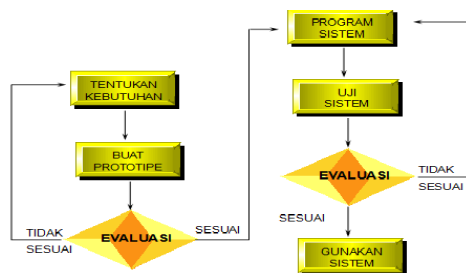 TENTUKAN
KEBUTUHAN
BUAT
PROTOTIPE
EVALUASI
TIDAK
SESUAI
SESUAI
PROGRAM
SISTEM
UJI
SISTEM
EVALUASI
TIDAK
SESUAI
SESUAI
GUNAKAN
SISTEM